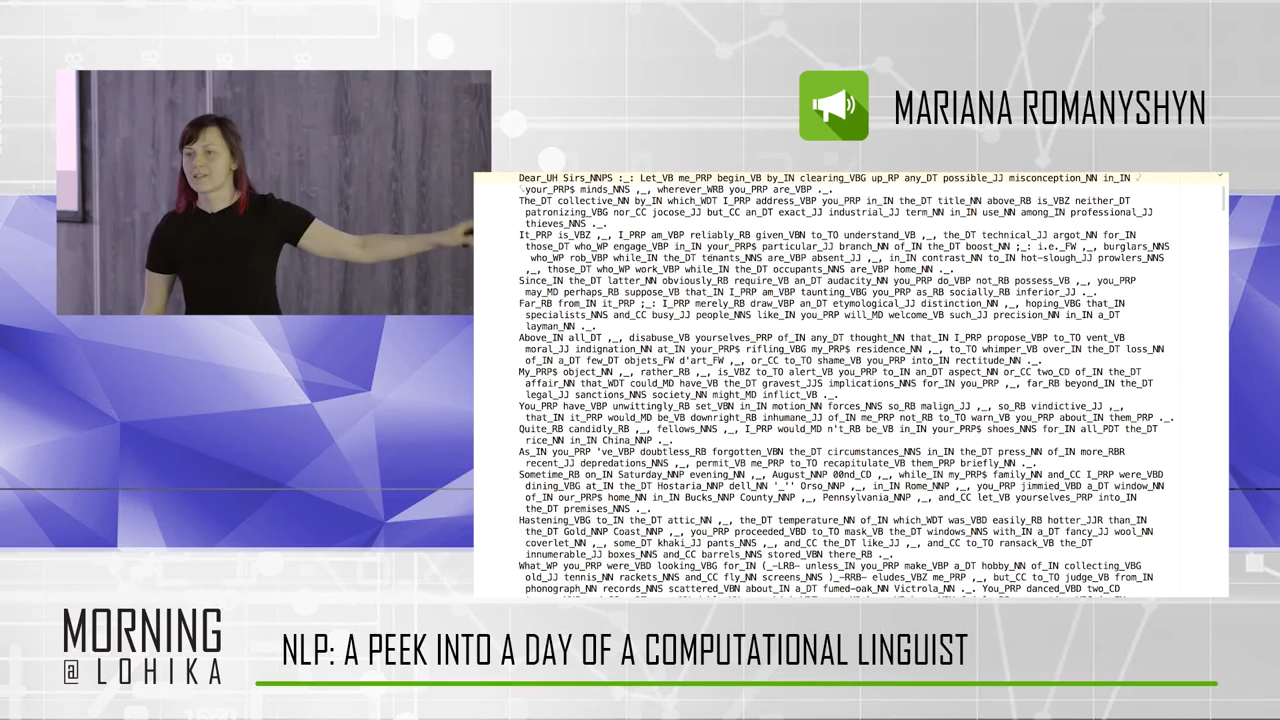 MARIANA ROMANYSHYN
Dear_UH Sirs_NNPS :_: Let_VB me_PRP begin_VB by_IN clearing_VBG up_RP any_DT possible_JJ misconception_NN in_IN
your_PRP$ minds_NNS ,_, wherever_WRB you_PRP are_VBP ._.
The_DT collective_NN by_IN which_WDT I_PRP address_VBP you_PRP in_IN the_DT title_NN above_RB is_VBZ neither_DT
patronizing_VBG nor_CC jocose_JJ but_CC an_DT exact_JJ industrial_JJ term_NN in_IN use_NN among_IN professional_JJ
thieves_NNS ._.
It_PRP is_VBZ ,_, I_PRP am_VBP reliably_RB given_VBN to_TO understand_VB ,_, the_DT technical_JJ argot_NN for_IN
those_DT who_WP engage_VBP in_IN your_PRP$ particular_JJ branch_NN of_IN the_DT boost_NN ;_: i.e._FW ,_, burglars_NNS
who_WP rob_VBP while_IN the_DT tenants_NNS are_VBP absent_JJ ,_, in_IN contrast_NN to_IN hot-slough_JJ prowlers_NNS
,_, those_DT who_WP work_VBP while_IN the_DT occupants_NNS are_VBP home_NN ._.
Since_IN the_DT latter_NN obviously_RB require_VB an_DT audacity_NN you_PRP do_VBP not_RB possess_VB ,_, you_PRP
may_MD perhaps_RB suppose_VB that_IN I_PRP am_VBP taunting_VBG you_PRP as_RB socially_RB inferior_JJ ._.
Far_RB from_IN it_PRP ;_: I_PRP merely_RB draw_VBP an_DT etymological_JJ distinction_NN ,_, hoping_VBG that_IN
specialists_NNS and_CC busy_JJ people_NNS like_IN you_PRP will_MD welcome_VB such_JJ precision_NN in_IN a_DT
layman_NN ._.
Above_IN all_DT ,_, disabuse_VB yourselves_PRP of_IN any_DT thought_NN that_IN I_PRP propose_VBP to_TO vent_VB
moral_JJ indignation_NN at_IN your_PRP$ rifling_VBG my_PRP$ residence_NN ,_, to_TO whimper_VB over_IN the_DT loss_NN
of_IN a_DT few_DT objets_FW d'art_FW ,_, or_CC to_TO shame_VB you_PRP into_IN rectitude_NN ._.
My_PRP$ object_NN ,_, rather_RB ,_, is_VBZ to_TO alert_VB you_PRP to_IN an_DT aspect_NN or_CC two_CD of_IN the_DT
affair_NN that_WDT could_MD have_VB the_DT gravest_JJS implications_NNS for_IN you_PRP ,_, far_RB beyond_IN the_DT
legal_JJ sanctions_NNS society_NN might_MD inflict_VB ._.
You_PRP have_VBP unwittingly_RB set_VBN in_IN motion_NN forces_NNS so_RB malign_JJ ,_, so_RB vindictive_JJ ,_,
that_IN it_PRP would_MD be_VB downright_RB inhumane_JJ of_IN me_PRP not_RB to_TO warn_VB you_PRP about_IN them_PRP ._.
Quite_RB candidly_RB ,_, fellows_NNS ,_, I_PRP would_MD n't_RB be_VB in_IN your_PRP$ shoes_NNS for_IN all_PDT the_DT
rice_NN in_IN China_NNP ._.
As_IN you_PRP 've_VBP doubtless_RB forgotten_VBN the_DT circumstances_NNS in_IN the_DT press_NN of_IN more_RBR
recent_JJ depredations_NNS ,_, permit_VB me_PRP to_TO recapitulate_VB them_PRP briefly_NN ._.
Sometime_RB on_IN Saturday_NNP evening_NN ,_, August_NNP @@nd_CD ,_, while_IN my_PRP$ family_NN and_CC I_PRP were_VBD
dining_VBG at_IN the_DT Hostaria_NNP dell_NN '_'' Orso_NNP ,_, in_IN Rome_NNP ,_, you_PRP jimmied_VBD a_DT window_NN
of_IN our_PRP$ home_NN in_IN Bucks_NNP County_NNP ,_, Pennsylvania_NNP ,_, and_CC let_VB yourselves_PRP into_IN
the_DT premises_NNS ._.
Hastening_VBG to_IN the_DT attic_NN ,_, the_DT temperature_NN of_IN which_WDT was_VBD easily_RB hotter_JJR than_IN
the_DT Gold_NNP Coast_NNP ,_, you_PRP proceeded_VBD to_TO mask_VB the_DT windows_NNS with_IN a_DT fancy_JJ wool_NN
coverlet_NN ,_, some_DT khaki_JJ pants_NNS ,_, and_CC the_DT like_JJ ,_, and_CC to_TO ransack_VB the_DT
innumerable_JJ boxes_NNS and_CC barrels_NNS stored_VBN there_RB ._.
What_WP you_PRP were_VBD looking_VBG for_IN (_-LRB- unless_IN you_PRP make_VBP a_DT hobby_NN of_IN collecting_VBG
old_JJ tennis_NN rackets_NNS and_CC fly_NN screens_NNS )_-RRB- eludes_VBZ me_PRP ,_, but_CC to_TO judge_VB from_IN
phonograph_NN records_NNS scattered_VBN about_IN a_DT fumed-oak_NN Victrola_NN ._. You_PRP danced_VBD two_CD
MORNING
@ LOHIKA
NLP: A PEEK INTO A DAY OF A COMPUTATIONAL LINGUIST